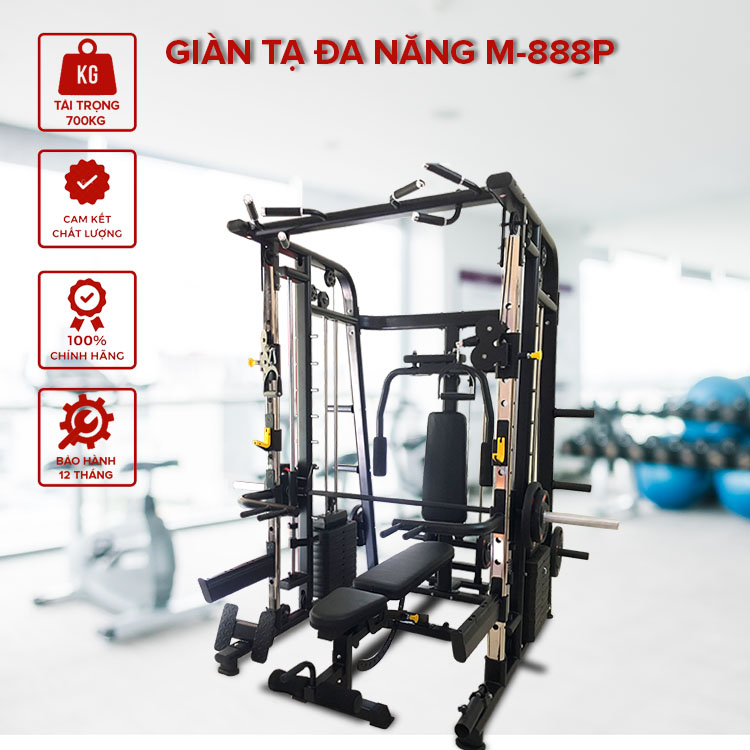 GIÀN TẠ ĐA NĂNG M-888P
KG
TẢI TRỌNG
700KG
CAM KẾT
CHẤT LƯỢNG
100%
CHÍNH HÃNG
BẢO HÀNH
12 THÁNG